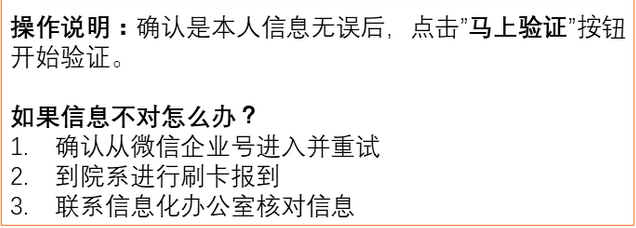 操作说明：确认是本人信息无误后，点击”马上验证”按钮
开始验证。
如果信息不对怎么办？
1. 确认从微信企业号进入并重试
2. 到院系进行刷卡报到
3. 联系信息化办公室核对信息